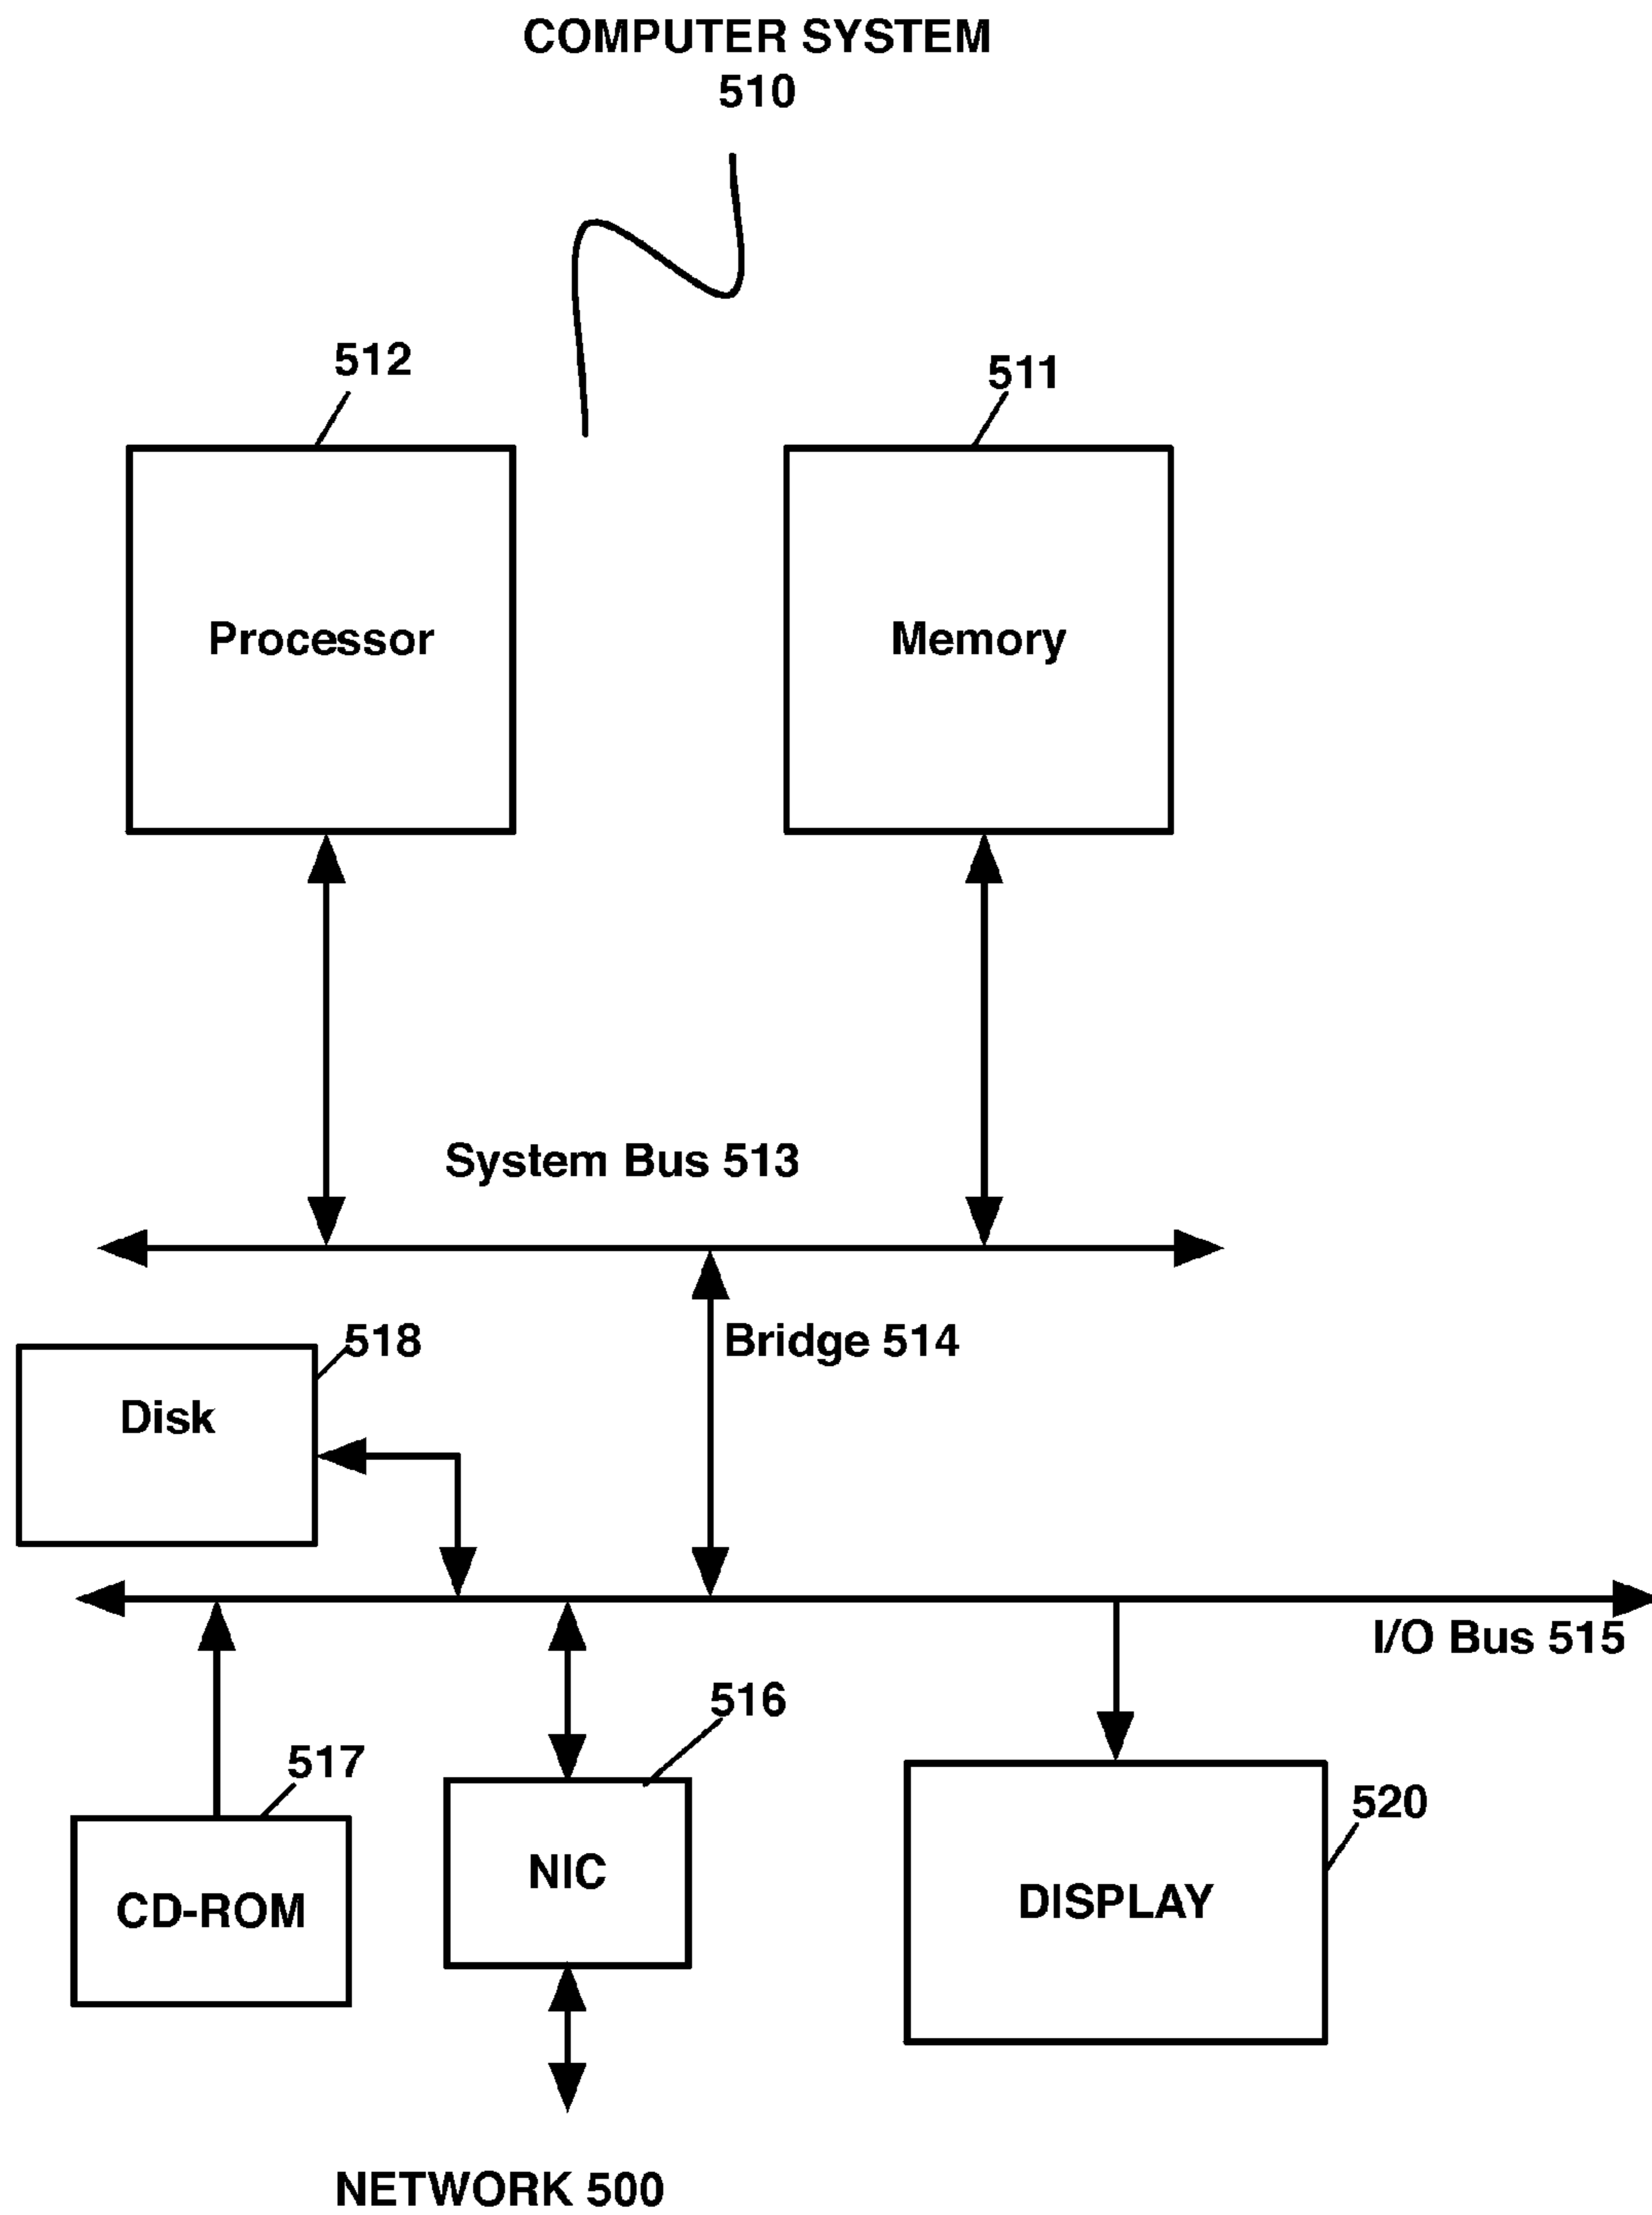 COMPUTER SYSTEM
510
512
511
Processor
Memory
System Bus 513
518
Bridge 514
Disk
I/O Bus 515
516
517
520
NIC
DISPLAY
CD-ROM
NETWORK 500